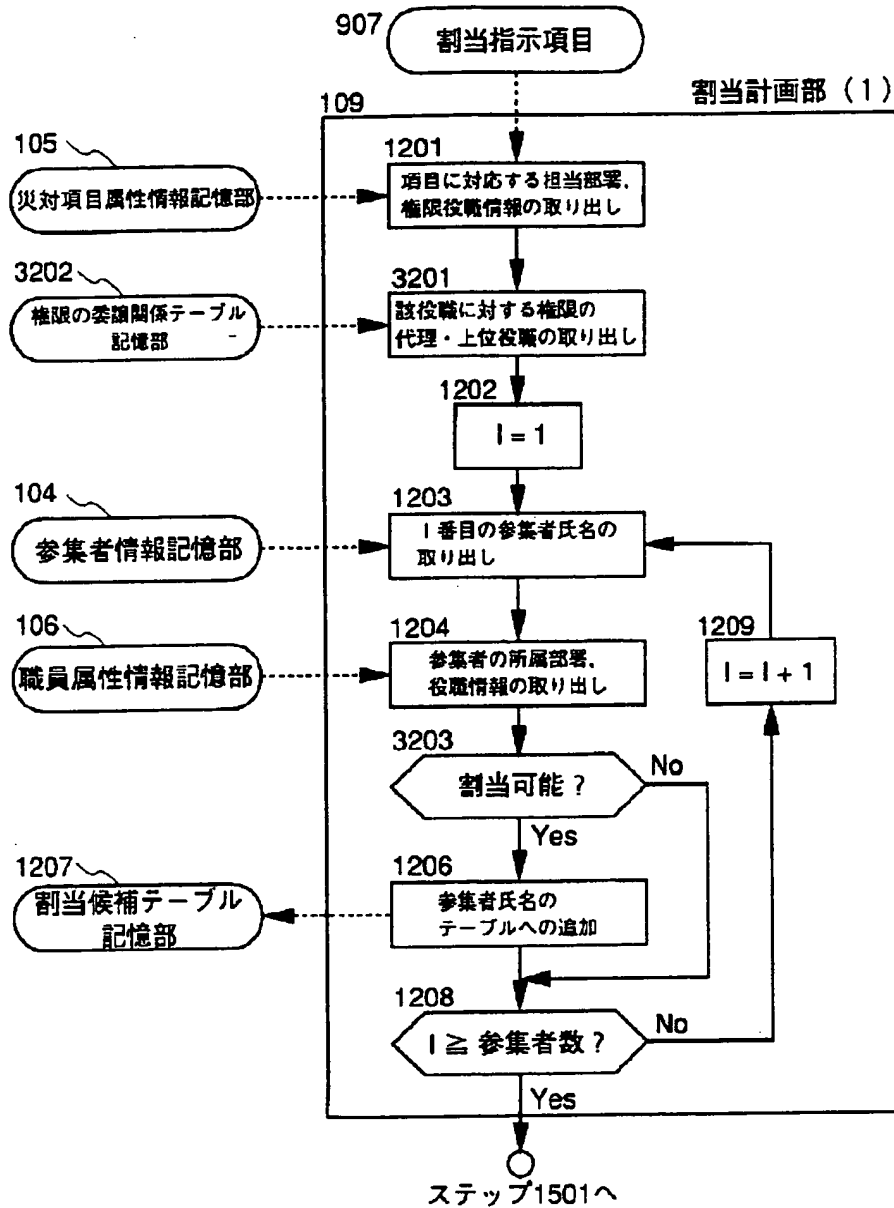 907
割当指示項目
109
割当計画部（1）
105
災対項目属性情報記憶部
1201
項目に対応する担当部署，
権限役職情報の取り出し
3202
権限の委譲関係テーブル
記憶部
3201
該役職に対する権限の
代理・上位役職の取り出し
1202
I = 1
104
参集者情報記憶部
1203
I 番目の参集者氏名の
取り出し
106
職員属性情報記憶部
1204
参集者の所属部署，
役職情報の取り出し
1209
I = I + 1
3203
割当可能？
No
Yes
1207
割当候補テーブル
記憶部
1206
参集者氏名の
テーブルへの追加
1208
I ≧ 参集者数？
No
Yes
ステップ1501へ